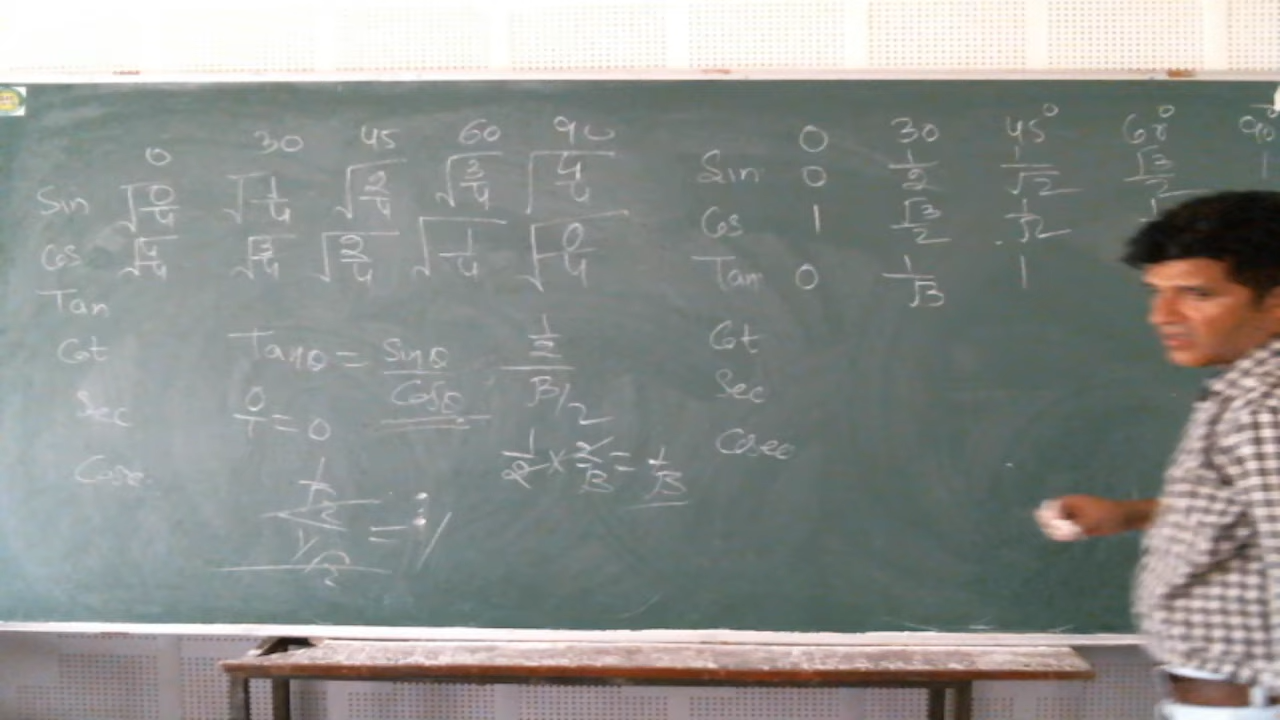 0 30 45 60 90
Sin √0/4 √1/4 √2/4 √3/4 √4/4
Cos √4/4 √3/4 √2/4 √1/4 √0/4
Tan
Cot
Sec
Cosec
Tanθ = Sinθ/Cosθ
0/1 = 0
1/2 / √3/2
1/2 × 2/√3 = 1/√3
1/√2 / 1/√2 =
0 30 45° 60° 90°
Sin 0 1/2 1/√2 √3/2 1
Cos 1 √3/2 1/√2
Tan 0 1/√3 1
Cot
Sec
Cosec